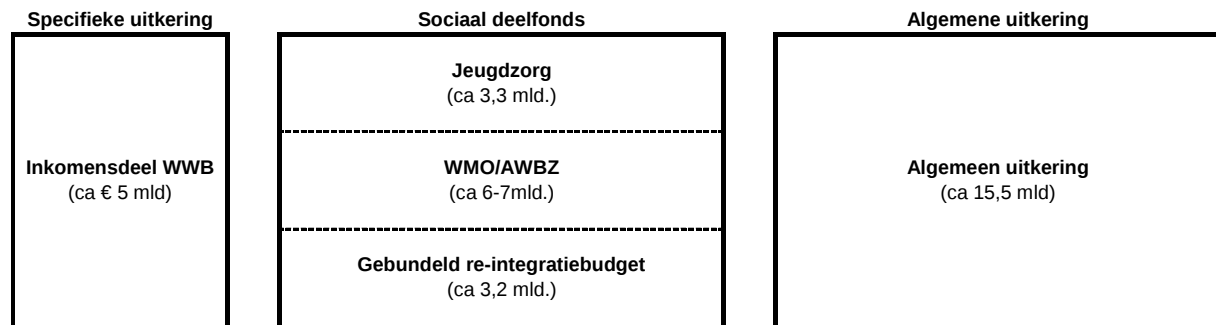 Specifieke uitkering
Sociaal deelfonds
Algemene uitkering
Inkomensdeel WWB
(ca € 5 mld)
Jeugdzorg
(ca 3,3 mld.)
WMO/AWBZ
(ca 6-7mld.)
Gebundeld re-integratiebudget
(ca 3,2 mld.)
Algemeen uitkering
(ca 15,5 mld)